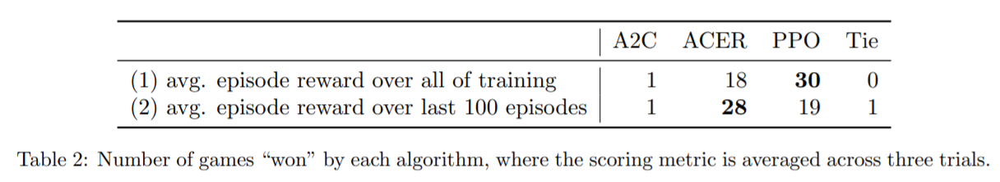 A2C ACER PPO Tie
(1) avg. episode reward over all of training 1 18 30 0
(2) avg. episode reward over last 100 episodes 1 28 19 1
Table 2: Number of games “won” by each algorithm, where the scoring metric is averaged across three trials.